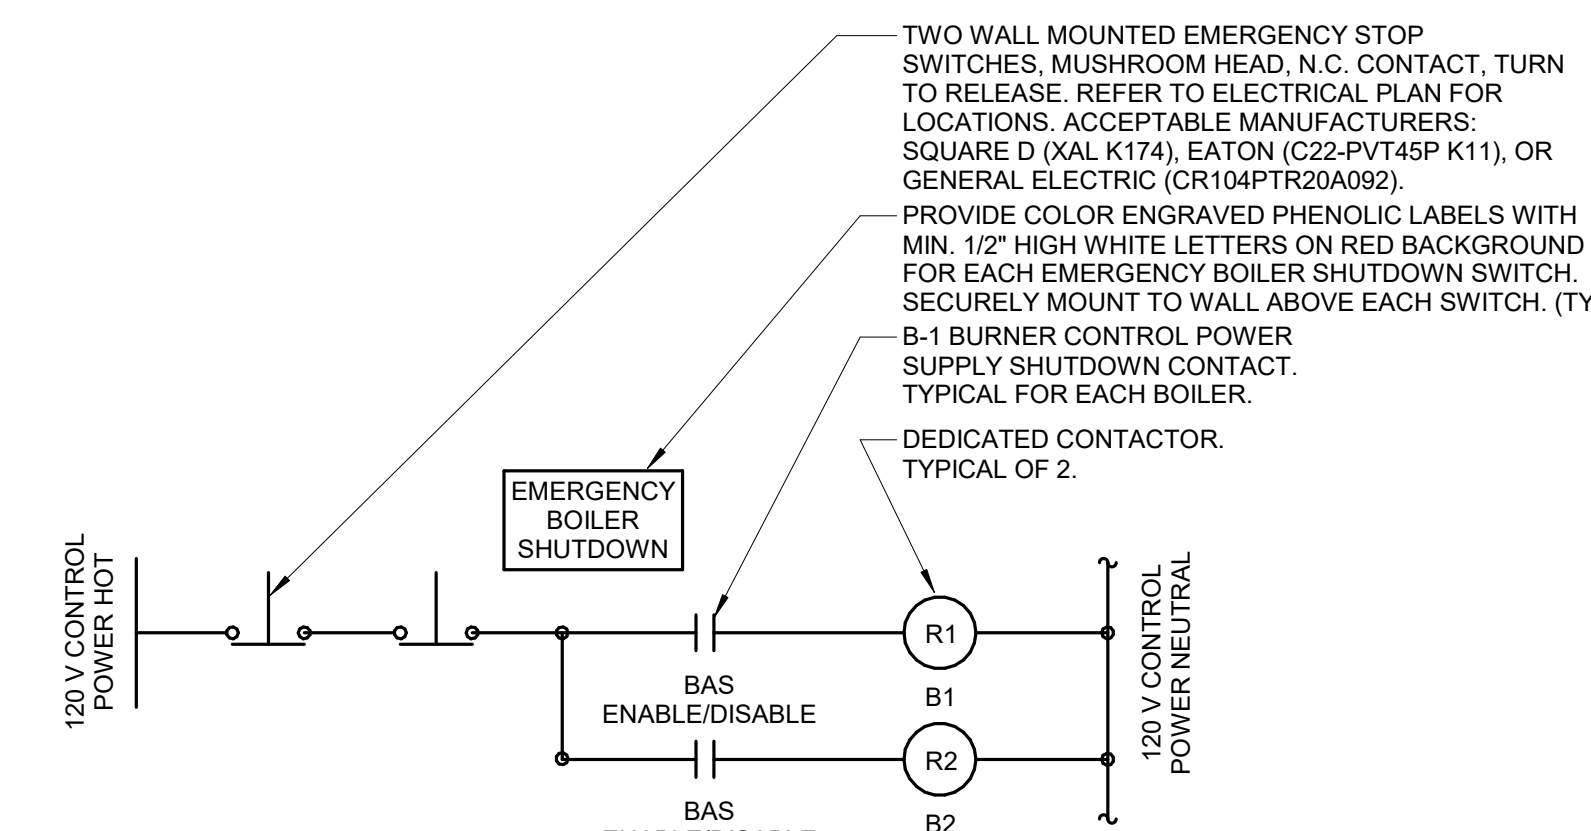 TWO WALL MOUNTED EMERGENCY STOP
SWITCHES, MUSHROOM HEAD, N.C. CONTACT, TURN
TO RELEASE. REFER TO ELECTRICAL PLAN FOR
LOCATIONS. ACCEPTABLE MANUFACTURERS:
SQUARE D (XAL K174), EATON (C22-PVT45P K11), OR
GENERAL ELECTRIC (CR104PTR20A092).
PROVIDE COLOR ENGRAVED PHENOLIC LABELS WITH
MIN. 1/2" HIGH WHITE LETTERS ON RED BACKGROUND
FOR EACH EMERGENCY BOILER SHUTDOWN SWITCH.
SECURELY MOUNT TO WALL ABOVE EACH SWITCH. (TY
B-1 BURNER CONTROL POWER
SUPPLY SHUTDOWN CONTACT.
TYPICAL FOR EACH BOILER.
DEDICATED CONTACTOR.
TYPICAL OF 2.
EMERGENCY
BOILER
SHUTDOWN
120 V CONTROL
POWER HOT
R1
120 V CONTROL
POWER NEUTRAL
BAS
ENABLE/DISABLE
B1
R2
BAS
ENABLE/DISABLE
B2